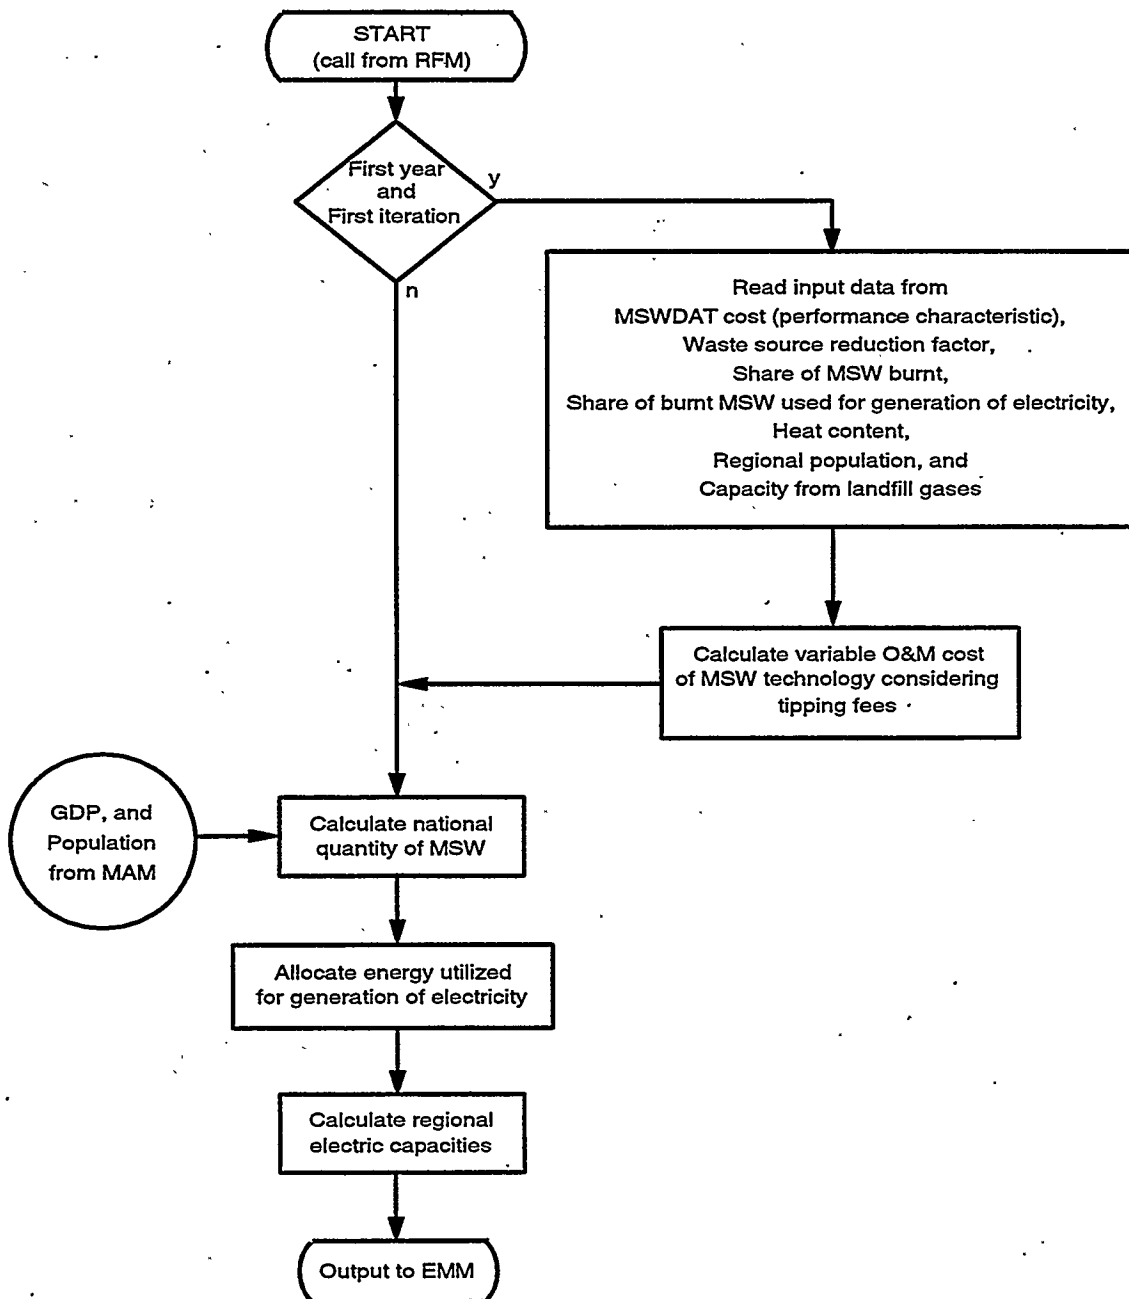 START
(call from RFM)
First year
and
First iteration
y
n
Read input data from
MSWDAT cost (performance characteristic),
Waste source reduction factor,
Share of MSW burnt,
Share of burnt MSW used for generation of electricity,
Heat content,
Regional population, and
Capacity from landfill gases
Calculate variable O&M cost
of MSW technology considering
tipping fees
GDP, and
Population
from MAM
Calculate national
quantity of MSW
Allocate energy utilized
for generation of electricity
Calculate regional
electric capacities
Output to EMM